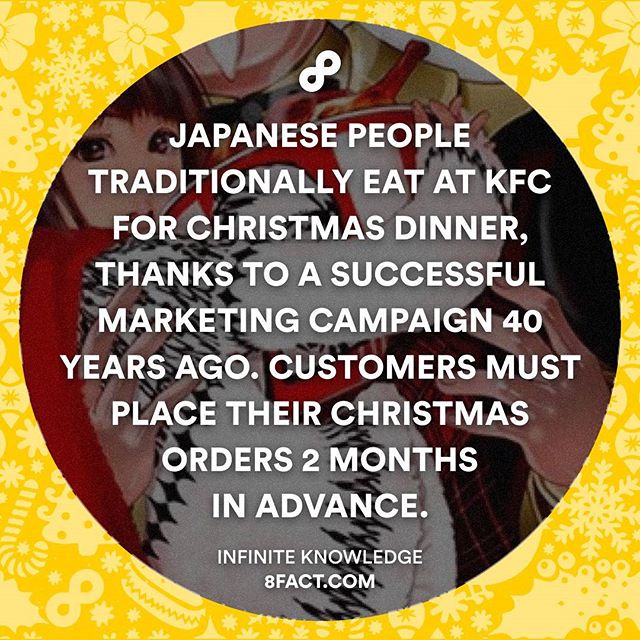 JAPANESE PEOPLE
TRADITIONALLY EAT AT KFC
FOR CHRISTMAS DINNER,
THANKS TO A SUCCESSFUL
MARKETING CAMPAIGN 40
YEARS AGO. CUSTOMERS MUST
PLACE THEIR CHRISTMAS
ORDERS 2 MONTHS
IN ADVANCE.
INFINITE KNOWLEDGE
8FACT.COM